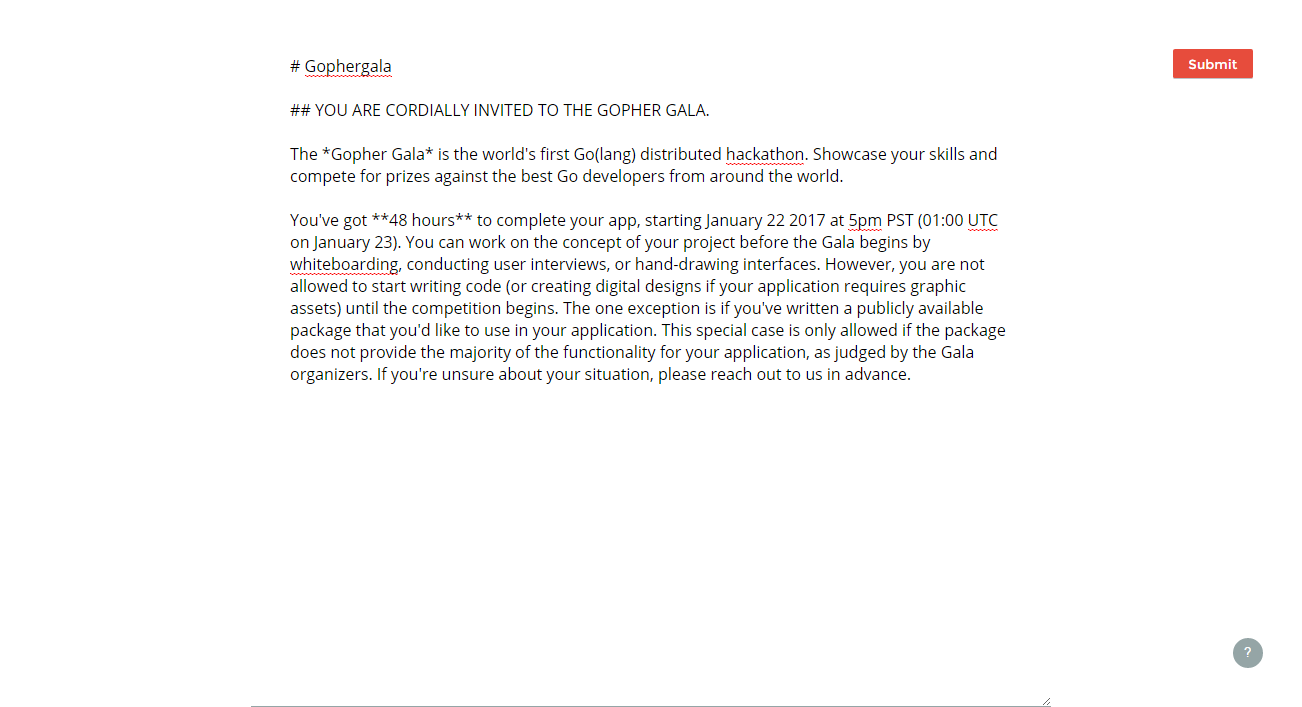 # Gophergala
Submit
## YOU ARE CORDIALLY INVITED TO THE GOPHER GALA.
The *Gopher Gala* is the world's first Go(lang) distributed hackathon. Showcase your skills and
compete for prizes against the best Go developers from around the world.
You've got **48 hours** to complete your app, starting January 22 2017 at 5pm PST (01:00 UTC
on January 23). You can work on the concept of your project before the Gala begins by
whiteboarding, conducting user interviews, or hand-drawing interfaces. However, you are not
allowed to start writing code (or creating digital designs if your application requires graphic
assets) until the competition begins. The one exception is if you've written a publicly available
package that you'd like to use in your application. This special case is only allowed if the package
does not provide the majority of the functionality for your application, as judged by the Gala
organizers. If you're unsure about your situation, please reach out to us in advance.
?